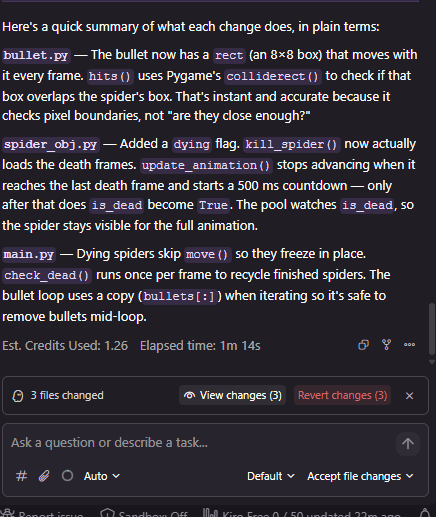 Here's a quick summary of what each change does, in plain terms:
bullet.py — The bullet now has a rect (an 8×8 box) that moves with
it every frame. hits() uses Pygame's colliderect() to check if that
box overlaps the spider's box. That's instant and accurate because it
checks pixel boundaries, not "are they close enough?"
spider_obj.py — Added a dying flag. kill_spider() now actually
loads the death frames. update_animation() stops advancing when it
reaches the last death frame and starts a 500 ms countdown — only
after that does is_dead become True. The pool watches is_dead, so
the spider stays visible for the full animation.
main.py — Dying spiders skip move() so they freeze in place.
check_dead() runs once per frame to recycle finished spiders. The
bullet loop uses a copy (bullets[:]) when iterating so it's safe to
remove bullets mid-loop.
Est. Credits Used: 1.26 Elapsed time: 1m 14s
3 files changed View changes (3) Revert changes (3)
Ask a question or describe a task...
Auto Default Accept file changes
Report issue Sandbox: Off Kiro Free 0 / 50 updated 22m ago